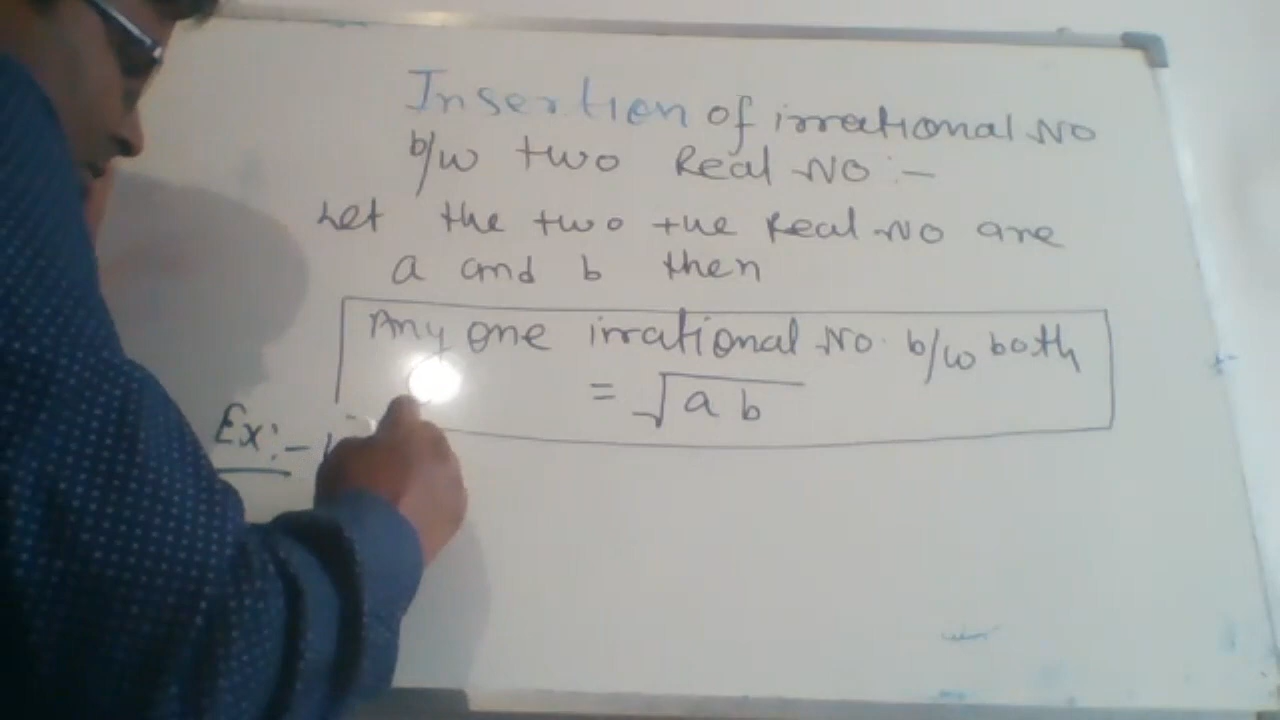 Insertion of irrational No
b/w two Real No :-
Let the two +ve Real No are
a and b then
Any one irrational No. b/w both
= √ab
Ex:-